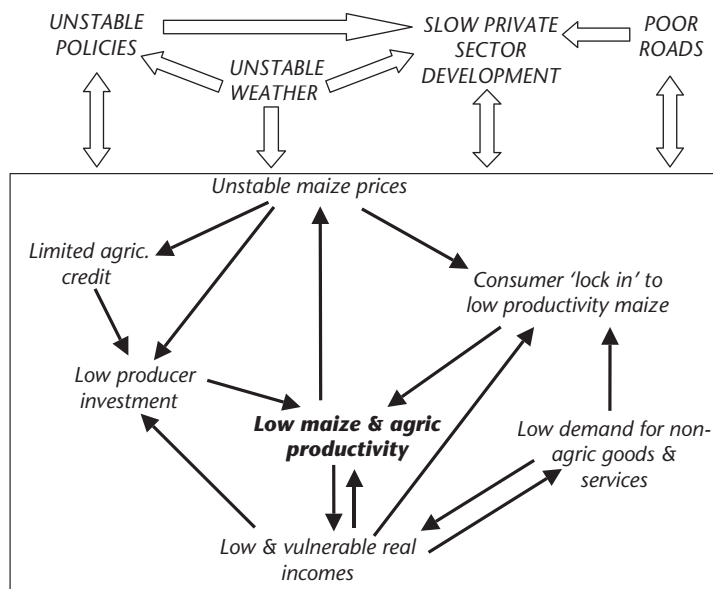 UNSTABLE
POLICIES
SLOW PRIVATE
SECTOR
DEVELOPMENT
POOR
ROADS
UNSTABLE
WEATHER
Unstable maize prices
Limited agric.
credit
Consumer ‘lock in’ to
low productivity maize
Low producer
investment
Low maize & agric
productivity
Low demand for non-
agric goods &
services
Low & vulnerable real
incomes